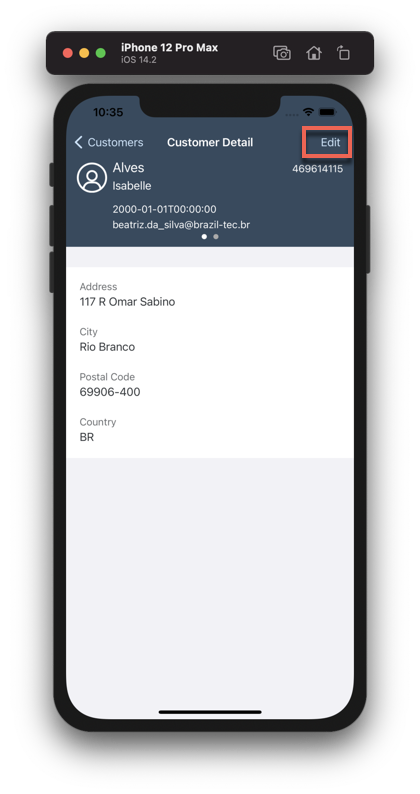 iPhone 12 Pro Max
iOS 14.2
10:35
Customers
Customer Detail
Edit
Alves
469614115
Isabelle
2000-01-01T00:00:00
beatriz.da_silva@brazil-tec.br
Address
117 R Omar Sabino
City
Rio Branco
Postal Code
69906-400
Country
BR